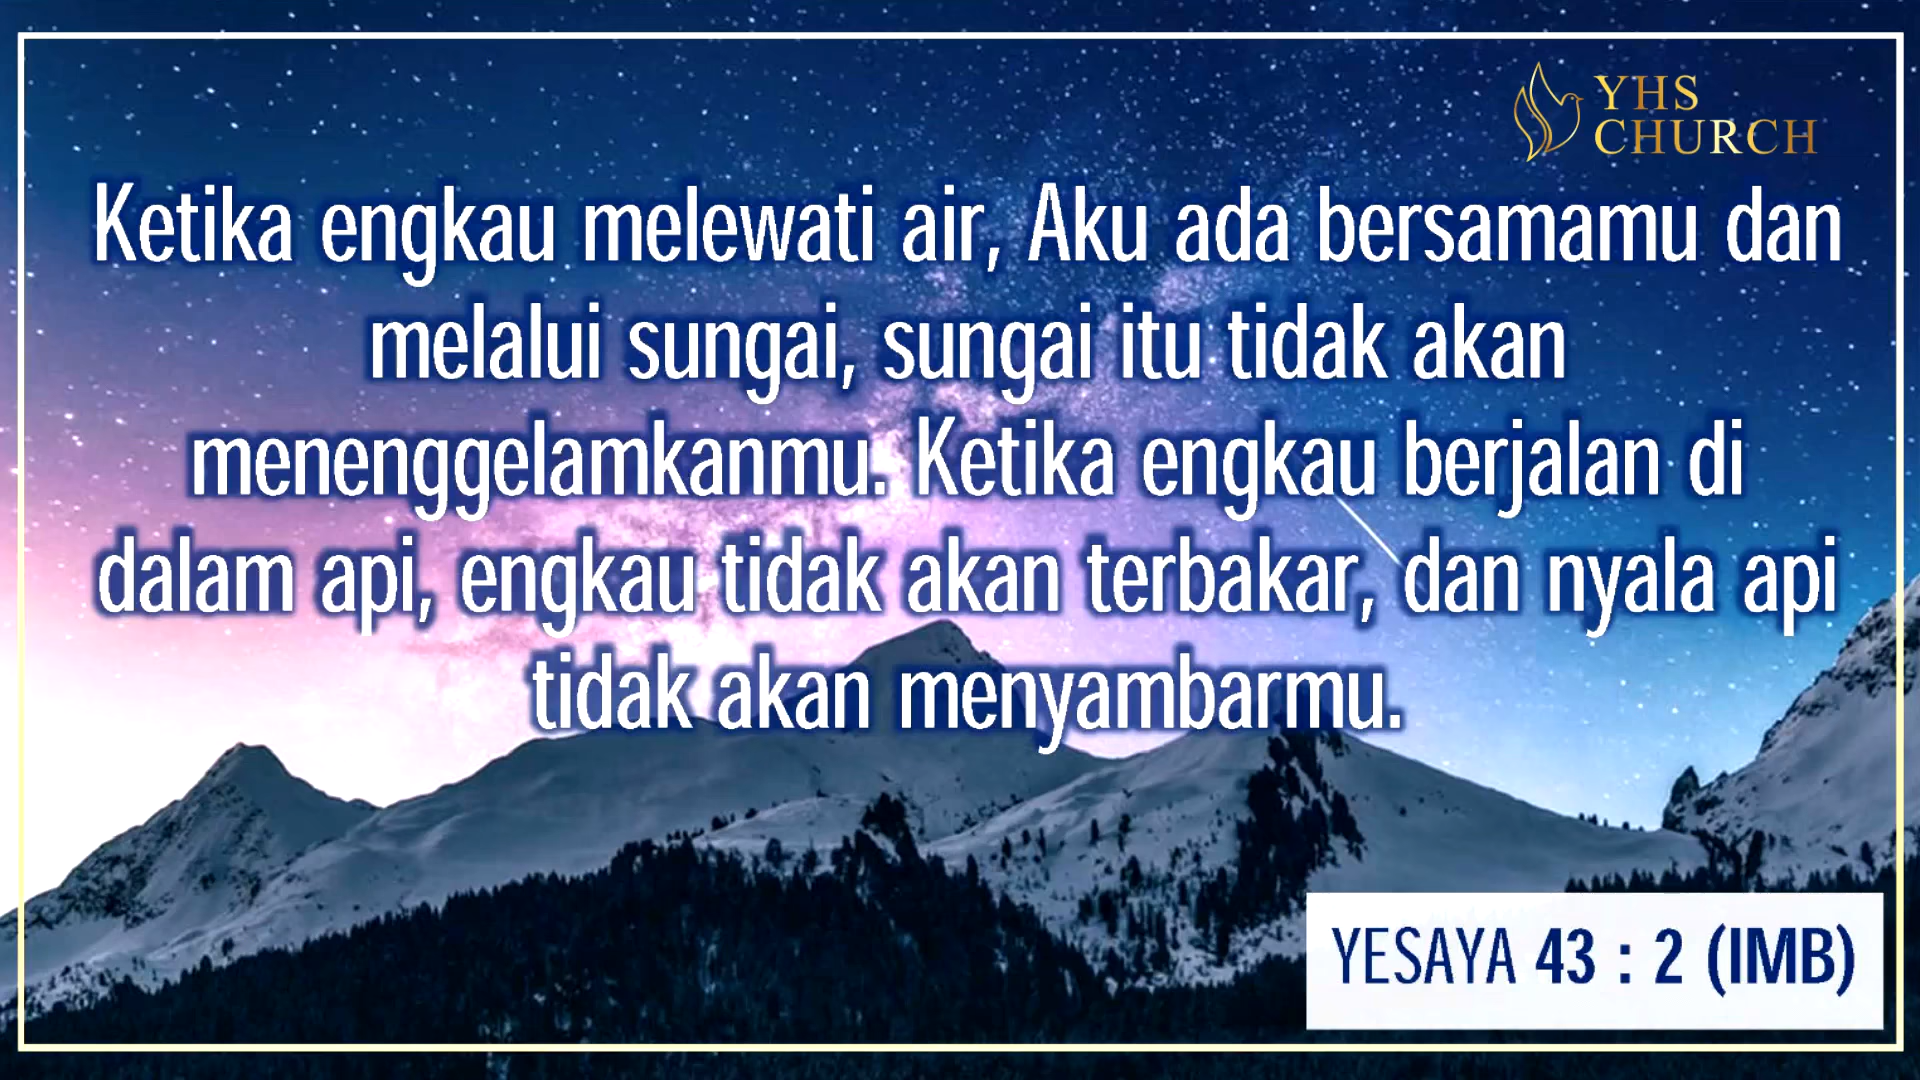 YHS
CHURCH
Ketika engkau melewati air, Aku ada bersamamu dan
melalui sungai, sungai itu tidak akan
menenggelamkanmu. Ketika engkau berjalan di
dalam api, engkau tidak akan terbakar, dan nyala api
tidak akan menyambarmu.
YESAYA 43 : 2 (IMB)